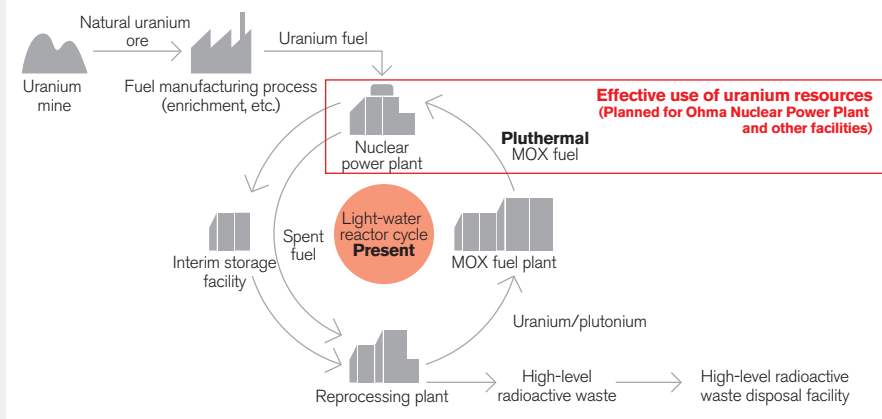 Natural uranium
ore
Uranium fuel
Uranium
mine
Fuel manufacturing process
(enrichment, etc.)
Effective use of uranium resources
(Planned for Ohma Nuclear Power Plant
and other facilities)
Nuclear
power plant
Pluthermal
MOX fuel
Light-water
reactor cycle
Present
Spent
fuel
Interim storage
facility
MOX fuel plant
Uranium/plutonium
Reprocessing plant
High-level
radioactive waste
High-level radioactive
waste disposal facility